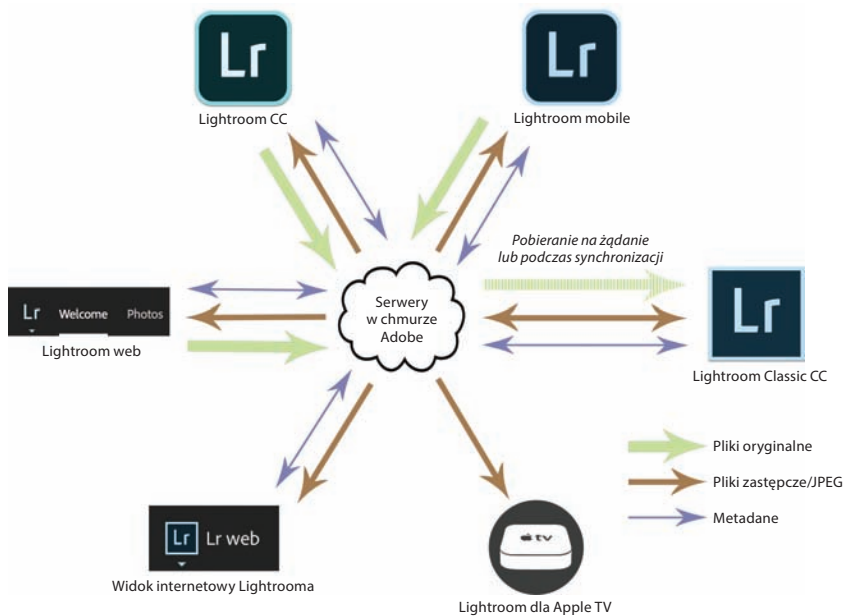 Lr
Lr
Lightroom CC
Lightroom mobile
Pobieranie na żądanie
lub podczas synchronizacji
Serwery
w chmurze
Adobe
Lr Welcome Photos
Lightroom web
Lr
Lightroom Classic CC
Pliki oryginalne
Pliki zastępcze/JPEG
Metadane
Lr Lr web
Widok internetowy Lightrooma
tv
Lightroom dla Apple TV